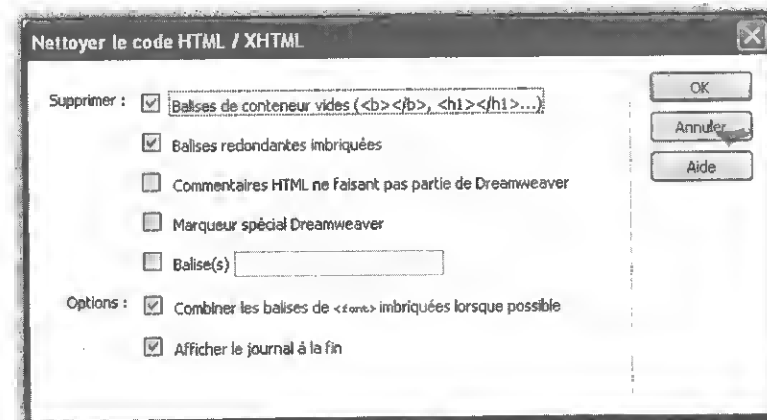 Nettoyer le code HTML / XHTML
Supprimer : Balises de conteneur vides (<b></b>, <h1></h1>...)
Balises redondantes imbriquées
Commentaires HTML ne faisant pas partie de Dreamweaver
Marqueur spécial Dreamweaver
Balise(s)
Options : Combiner les balises de <font> imbriquées lorsque possible
Afficher le journal à la fin
OK
Annuler
Aide